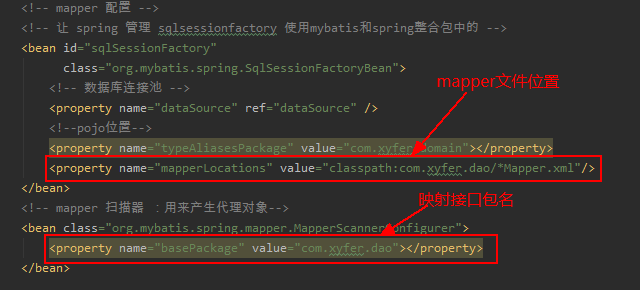 <!-- mapper 配置 -->
<!-- 让 spring 管理 sqlsessionfactory 使用mybatis和spring整合包中的 -->
<bean id="sqlSessionFactory"
class="org.mybatis.spring.SqlSessionFactoryBean">
mapper文件位置
<!-- 数据库连接池 -->
<property name="dataSource" ref="dataSource" />
<!--pojo位置-->
<property name="typeAliasesPackage" value="com.xyfer.domain"></property>
<property name="mapperLocations" value="classpath:com.xyfer.dao/*Mapper.xml"/>
</bean>
映射接口包名
<!-- mapper 扫描器 :用来产生代理对象-->
<bean class="org.mybatis.spring.mapper.MapperScannerConfigurer">
<property name="basePackage" value="com.xyfer.dao"></property>
</bean>